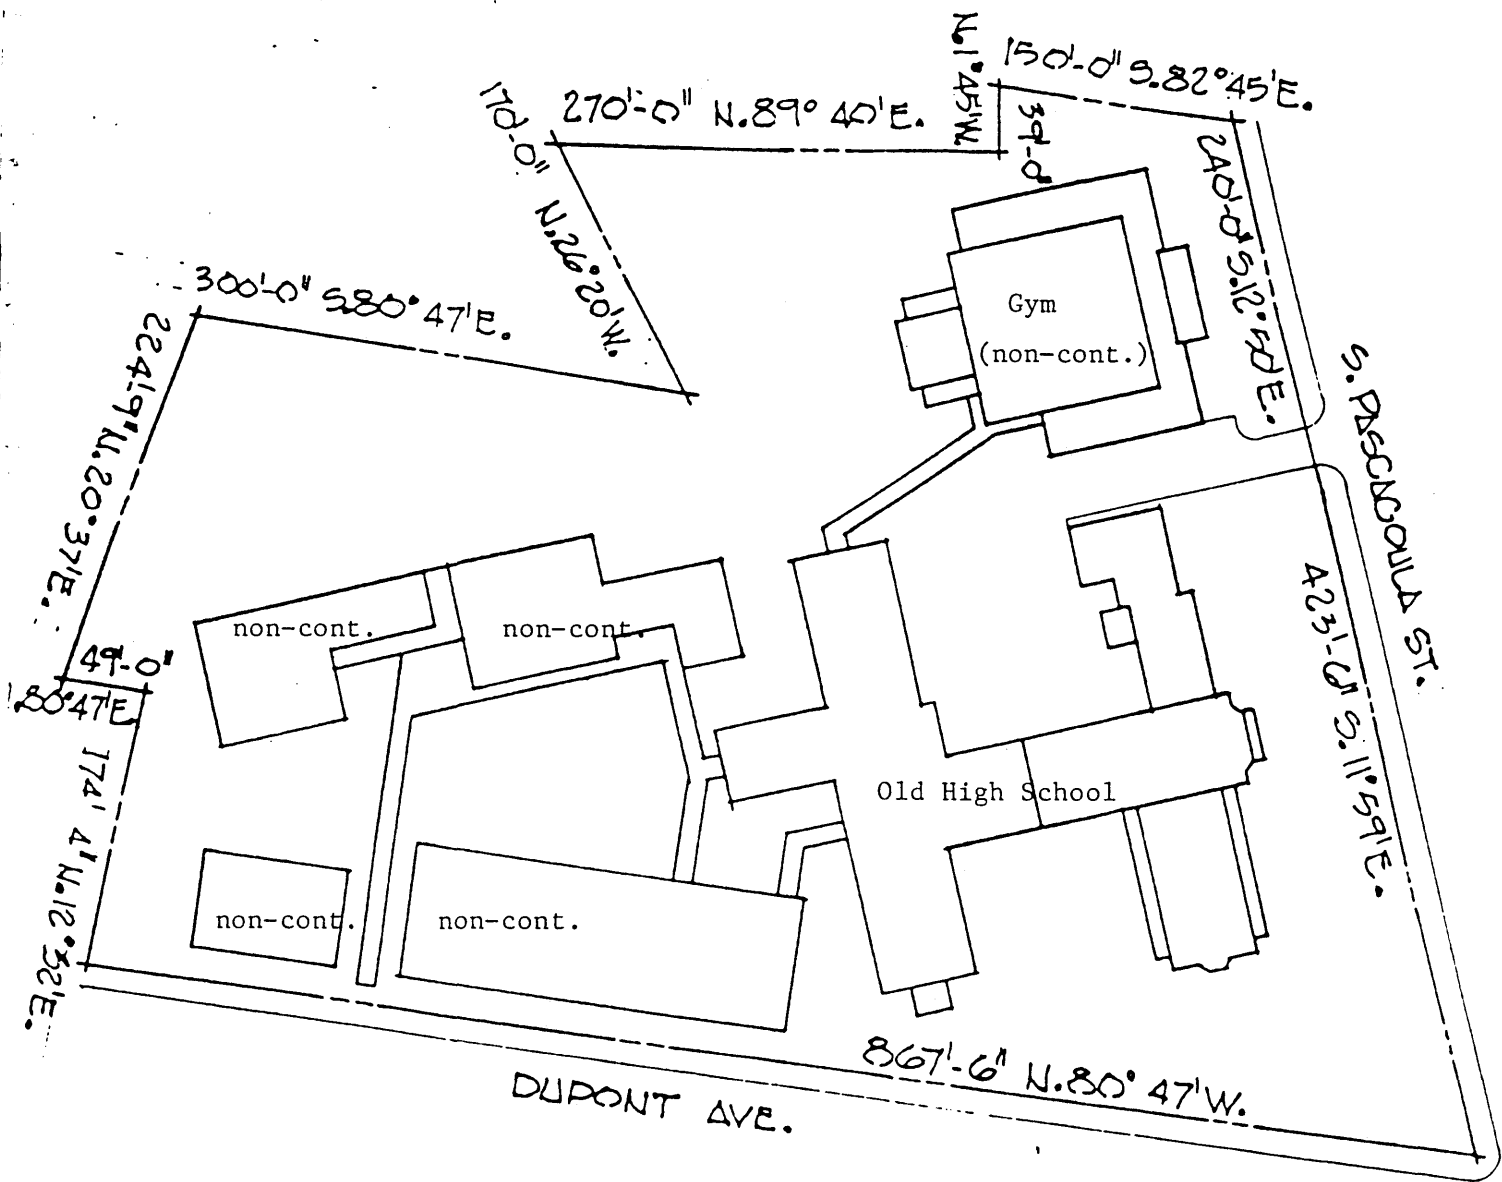 N.1°45'W.
150'-0" S.82°45'E.
270'-0" N.89° 40'E.
39'-0"
170'-0" N.26°20'W.
240'-0" S.12°50'E.
300'-0" S.80°47'E.
Gym
(non-cont.)
224'-9" N.20°37'E.
S. PASCAGOULA ST.
423'-6" S.11°59'E.
non-cont.
non-cont.
49'-0"
.80°47'E.
174' 4" N.12°32'E.
Old High School
non-cont.
non-cont.
867'-6" N.80° 47'W.
DUPONT AVE.